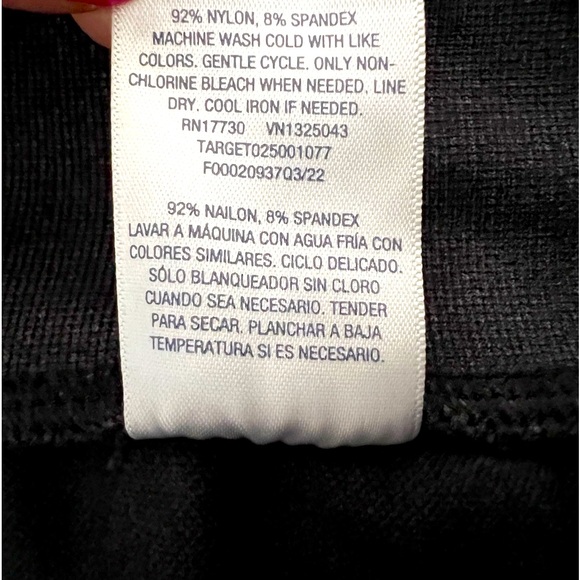 92% NYLON, 8% SPANDEX
MACHINE WASH COLD WITH LIKE
COLORS. GENTLE CYCLE. ONLY NON-
CHLORINE BLEACH WHEN NEEDED. LINE
DRY. COOL IRON IF NEEDED.
RN17730 VN1325043
TARGET025001077
F00020937Q3/22
92% NAILON, 8% SPANDEX
LAVAR A MÁQUINA CON AGUA FRÍA CON
COLORES SIMILARES. CICLO DELICADO.
SÓLO BLANQUEADOR SIN CLORO
CUANDO SEA NECESARIO. TENDER
PARA SECAR. PLANCHAR A BAJA
TEMPERATURA SI ES NECESARIO.